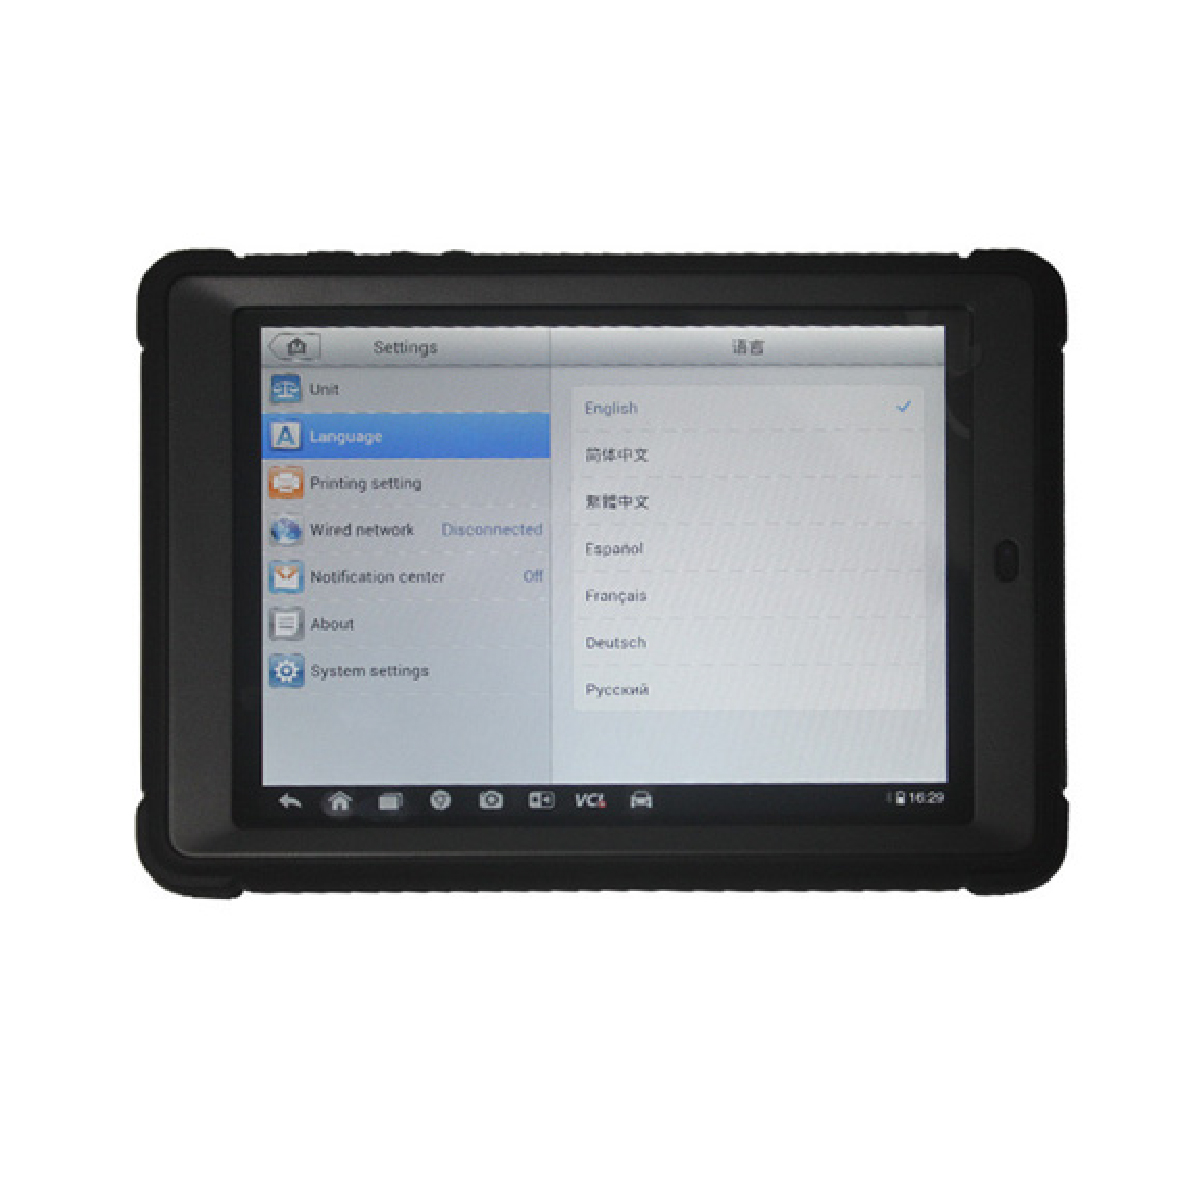 Settings
语言
Unit
Language
Printing setting
Wired network Disconnected
Notification center Off
About
System settings
English
简体中文
繁體中文
Español
Français
Deutsch
Русский
VCI
16:29